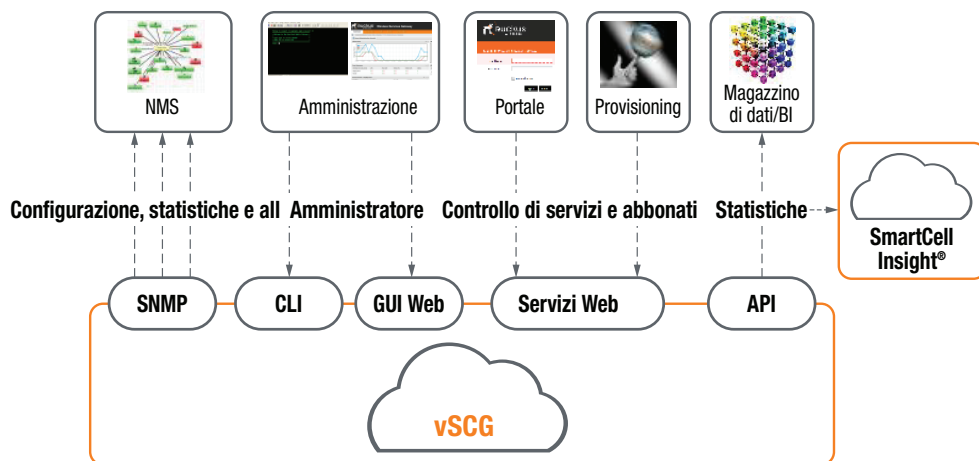 NMS
Amministrazione
Portale
Provisioning
Magazzino
di dati/BI
Configurazione, statistiche e all
Amministratore
Controllo di servizi e abbonati
Statistiche
SmartCell
Insight®
SNMP
CLI
GUI Web
Servizi Web
API
vSCG